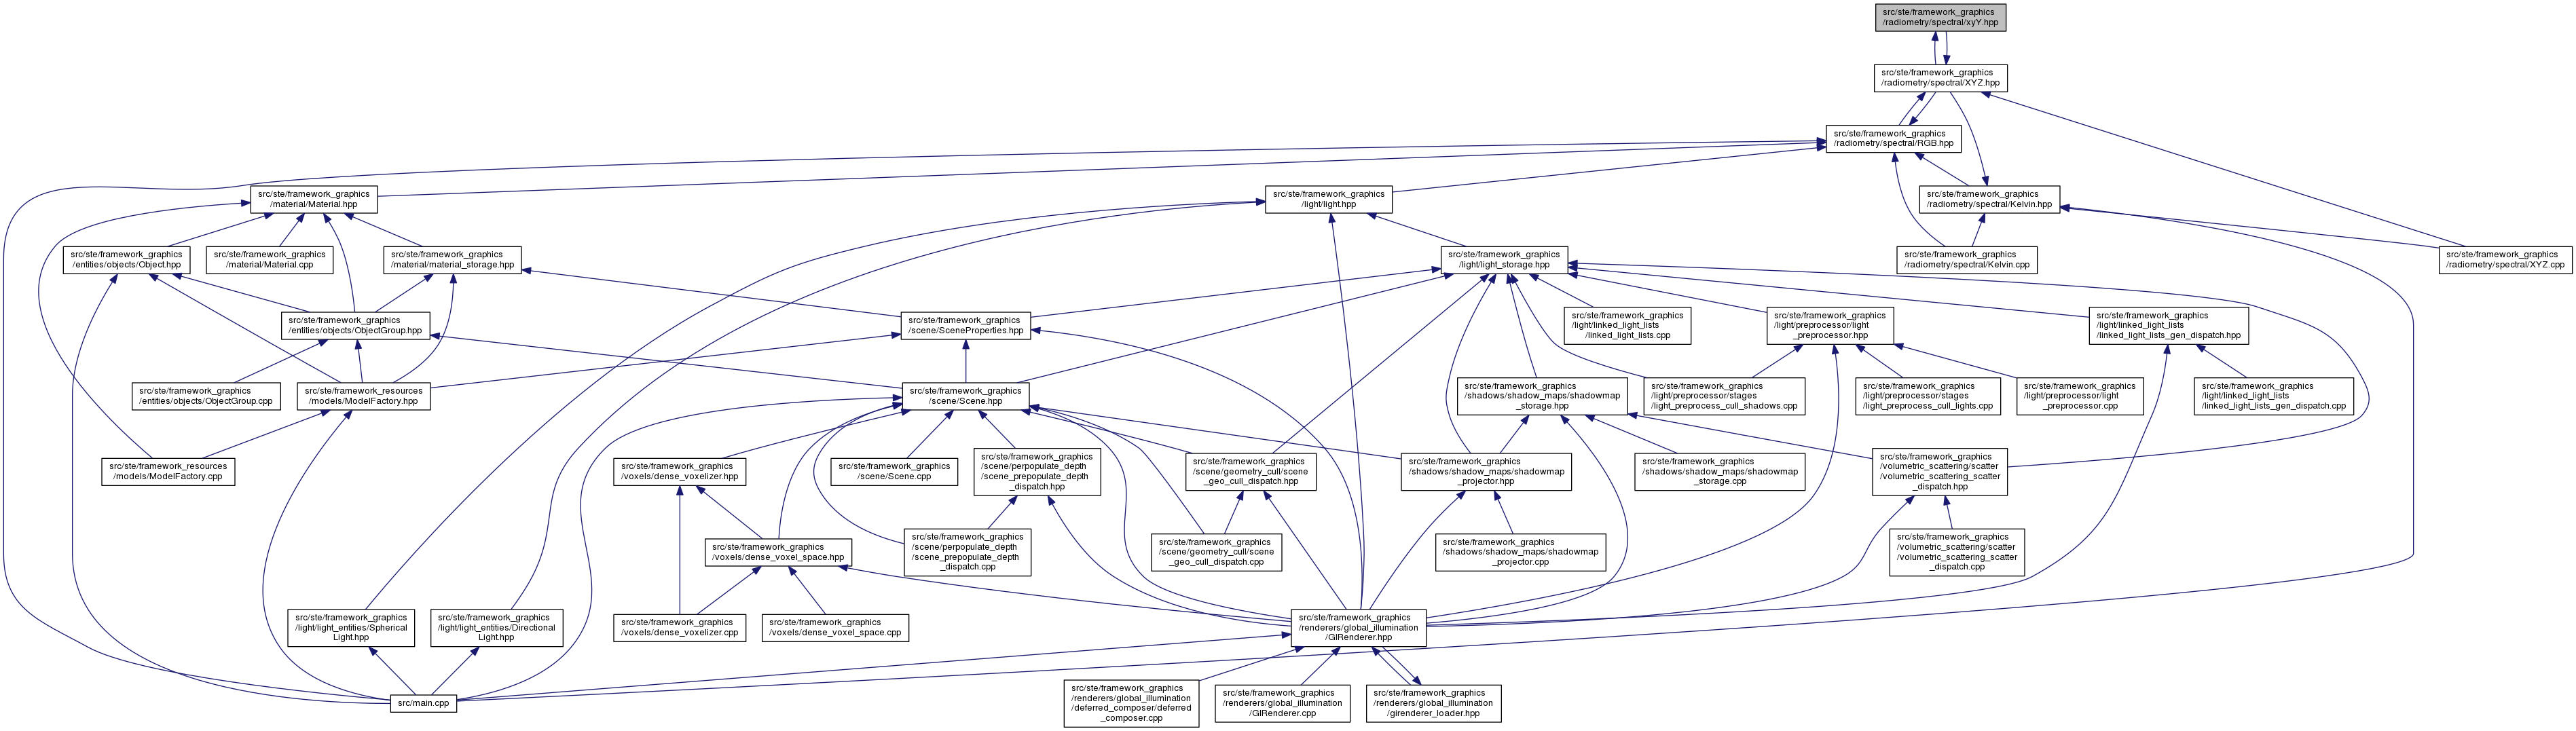 src/ste/framework_graphics
/radiometry/spectral/xyY.hpp
src/ste/framework_graphics
/radiometry/spectral/XYZ.hpp
src/ste/framework_graphics
/radiometry/spectral/RGB.hpp
src/ste/framework_graphics
/material/Material.hpp
src/ste/framework_graphics
/light/light.hpp
src/ste/framework_graphics
/radiometry/spectral/Kelvin.hpp
src/ste/framework_graphics
/entities/objects/Object.hpp
src/ste/framework_graphics
/material/Material.cpp
src/ste/framework_graphics
/material/material_storage.hpp
src/ste/framework_graphics
/light/light_storage.hpp
src/ste/framework_graphics
/radiometry/spectral/Kelvin.cpp
src/ste/framework_graphics
/radiometry/spectral/XYZ.cpp
src/ste/framework_graphics
/entities/objects/ObjectGroup.hpp
src/ste/framework_graphics
/scene/SceneProperties.hpp
src/ste/framework_graphics
/light/linked_light_lists
/linked_light_lists.cpp
src/ste/framework_graphics
/light/preprocessor/light
_preprocessor.hpp
src/ste/framework_graphics
/light/linked_light_lists
/linked_light_lists_gen_dispatch.hpp
src/ste/framework_graphics
/entities/objects/ObjectGroup.cpp
src/ste/framework_resources
/models/ModelFactory.hpp
src/ste/framework_graphics
/scene/Scene.hpp
src/ste/framework_graphics
/shadows/shadow_maps/shadowmap
_storage.hpp
src/ste/framework_graphics
/light/preprocessor/stages
/light_preprocess_cull_shadows.cpp
src/ste/framework_graphics
/light/preprocessor/stages
/light_preprocess_cull_lights.cpp
src/ste/framework_graphics
/light/preprocessor/light
_preprocessor.cpp
src/ste/framework_graphics
/light/linked_light_lists
/linked_light_lists_gen_dispatch.cpp
src/ste/framework_resources
/models/ModelFactory.cpp
src/ste/framework_graphics
/voxels/dense_voxelizer.hpp
src/ste/framework_graphics
/scene/Scene.cpp
src/ste/framework_graphics
/scene/perpopulate_depth
/scene_prepopulate_depth
_dispatch.hpp
src/ste/framework_graphics
/scene/geometry_cull/scene
_geo_cull_dispatch.hpp
src/ste/framework_graphics
/shadows/shadow_maps/shadowmap
_projector.hpp
src/ste/framework_graphics
/shadows/shadow_maps/shadowmap
_storage.cpp
src/ste/framework_graphics
/volumetric_scattering/scatter
/volumetric_scattering_scatter
_dispatch.hpp
src/ste/framework_graphics
/voxels/dense_voxel_space.hpp
src/ste/framework_graphics
/scene/perpopulate_depth
/scene_prepopulate_depth
_dispatch.cpp
src/ste/framework_graphics
/scene/geometry_cull/scene
_geo_cull_dispatch.cpp
src/ste/framework_graphics
/shadows/shadow_maps/shadowmap
_projector.cpp
src/ste/framework_graphics
/volumetric_scattering/scatter
/volumetric_scattering_scatter
_dispatch.cpp
src/ste/framework_graphics
/light/light_entities/Spherical
Light.hpp
src/ste/framework_graphics
/light/light_entities/Directional
Light.hpp
src/ste/framework_graphics
/voxels/dense_voxelizer.cpp
src/ste/framework_graphics
/voxels/dense_voxel_space.cpp
src/ste/framework_graphics
/renderers/global_illumination
/GIRenderer.hpp
src/main.cpp
src/ste/framework_graphics
/renderers/global_illumination
/deferred_composer/deferred
_composer.cpp
src/ste/framework_graphics
/renderers/global_illumination
/GIRenderer.cpp
src/ste/framework_graphics
/renderers/global_illumination
/girenderer_loader.hpp